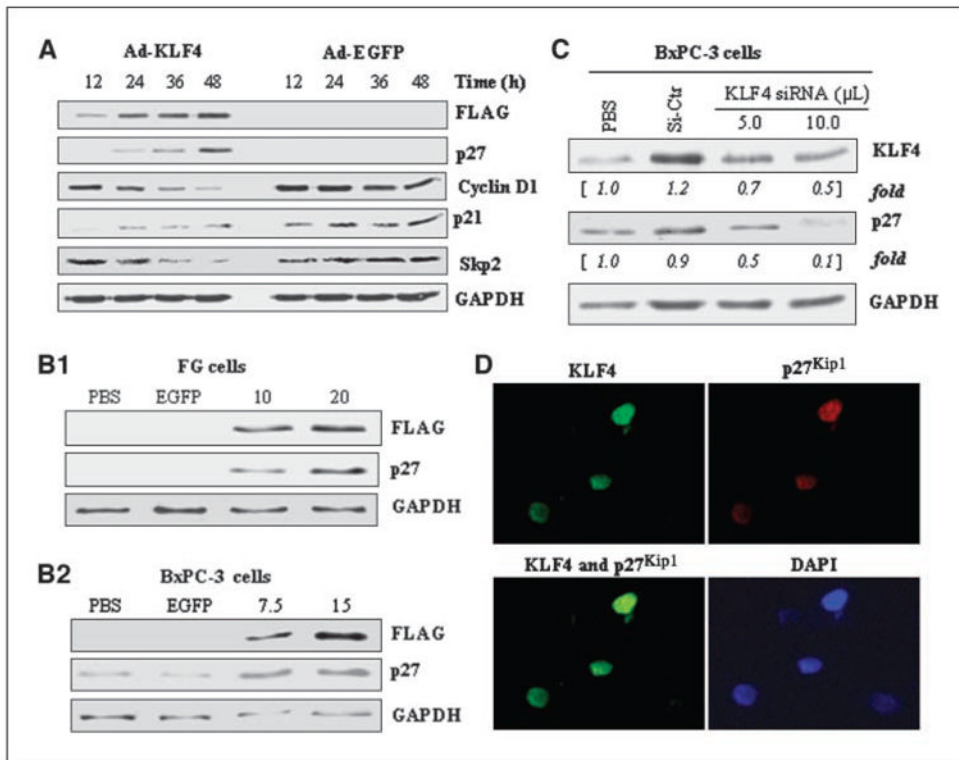 A
Ad-KLF4 Ad-EGFP
12 24 36 48 12 24 36 48 Time (h)
FLAG
p27
Cyclin D1
p21
Skp2
GAPDH
B1
FG cells
PBS EGFP 10 20
FLAG
p27
GAPDH
B2
BxPC-3 cells
PBS EGFP 7.5 15
FLAG
p27
GAPDH
C
BxPC-3 cells
PBS Si-Ctr KLF4 siRNA (µL)
5.0 10.0
KLF4
[ 1.0 1.2 0.7 0.5] fold
p27
[ 1.0 0.9 0.5 0.1] fold
GAPDH
D
KLF4 p27Kip1
KLF4 and p27Kip1 DAPI